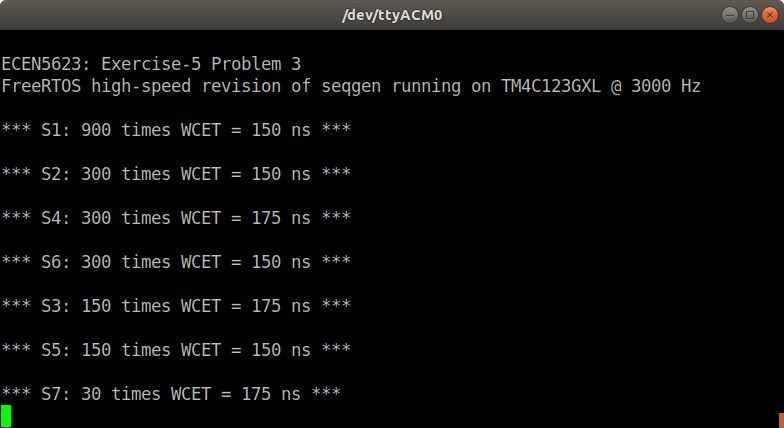 /dev/ttyACM0
ECEN5623: Exercise-5 Problem 3
FreeRTOS high-speed revision of seqgen running on TM4C123GXL @ 3000 Hz
*** S1: 900 times WCET = 150 ns ***
*** S2: 300 times WCET = 150 ns ***
*** S4: 300 times WCET = 175 ns ***
*** S6: 300 times WCET = 150 ns ***
*** S3: 150 times WCET = 175 ns ***
*** S5: 150 times WCET = 150 ns ***
*** S7: 30 times WCET = 175 ns ***